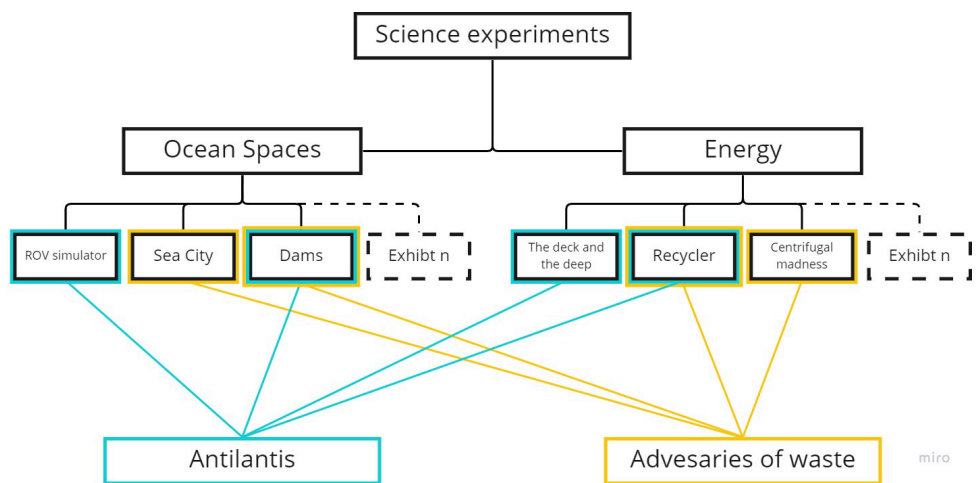 Science experiments
Ocean Spaces
Energy
ROV simulator
Sea City
Dams
Exhibt n
The deck and
the deep
Recycler
Centrifugal
madness
Exhibt n
Antilantis
Advesaries of waste
miro